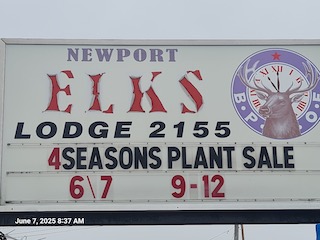 NEWPORT
ELKS
LODGE 2155
B.P.O.E.
4SEASONS PLANT SALE
6\7 9-12
June 7, 2025 8:37 AM